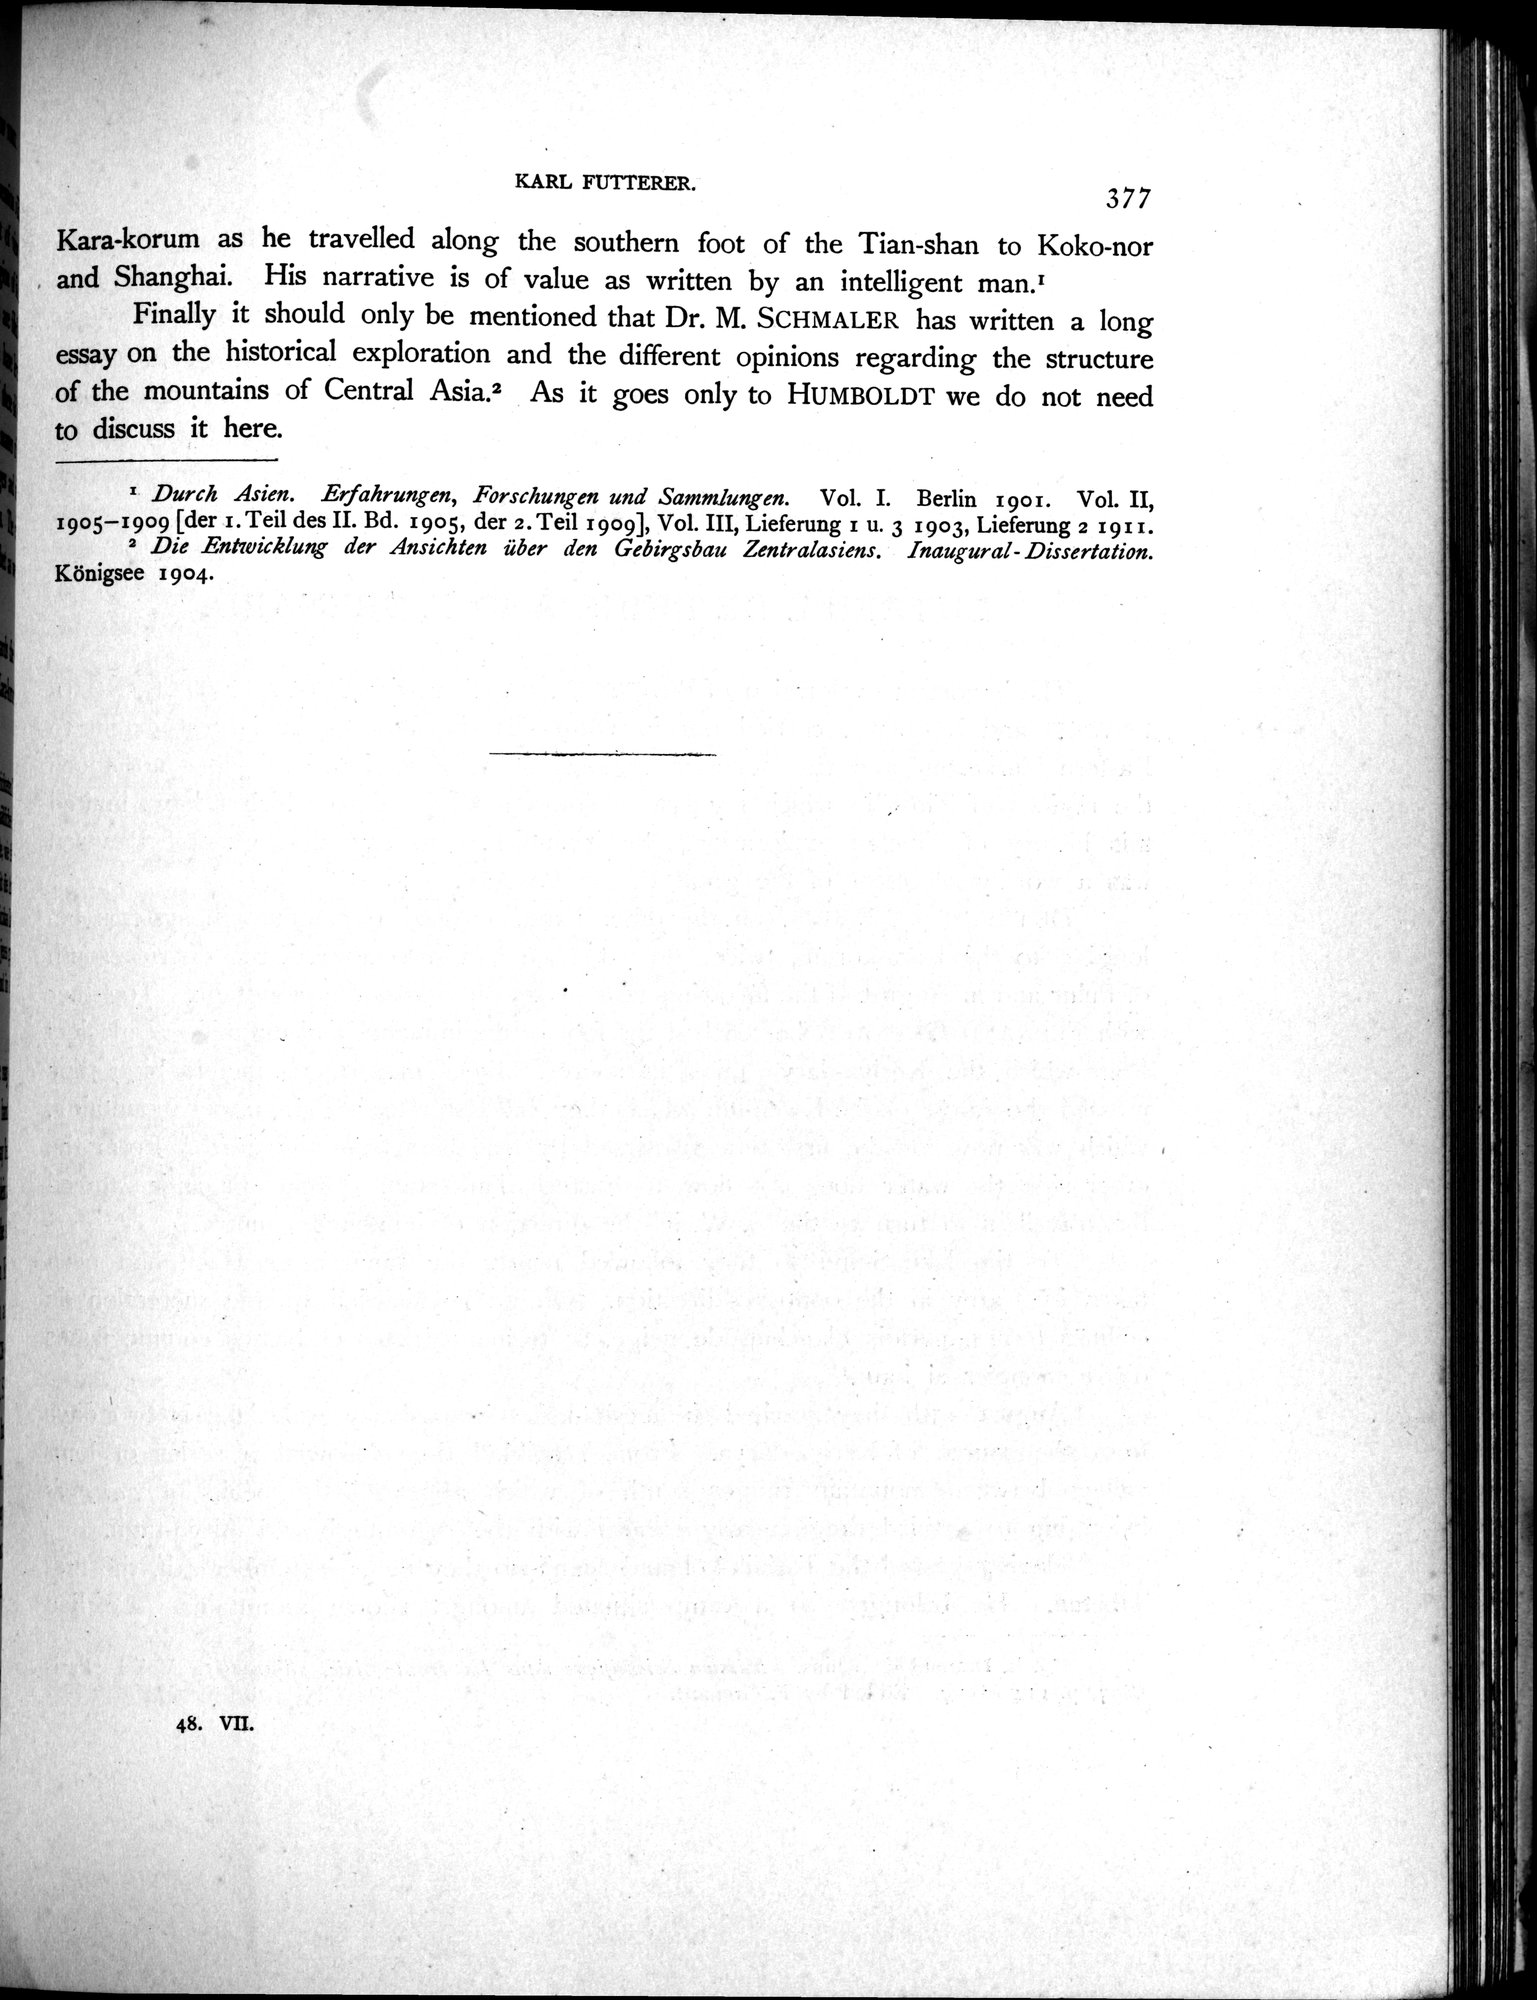 KARL FUTTERER.
377
Kara-korum as he travelled along the southern foot of the Tian-shan to Koko-nor
and Shanghai. His narrative is of value as written by an intelligent man.¹
Finally it should only be mentioned that Dr. M. SCHMALER has written a long
essay on the historical exploration and the different opinions regarding the structure
of the mountains of Central Asia.² As it goes only to HUMBOLDT we do not need
to discuss it here.
¹ Durch Asien. Erfahrungen, Forschungen und Sammlungen. Vol. I. Berlin 1901. Vol. II,
1905–1909 [der 1. Teil des II. Bd. 1905, der 2. Teil 1909], Vol. III, Lieferung 1 u. 3 1903, Lieferung 2 1911.
² Die Entwicklung der Ansichten über den Gebirgsbau Zentralasiens. Inaugural-Dissertation.
Königsee 1904.
48. VII.